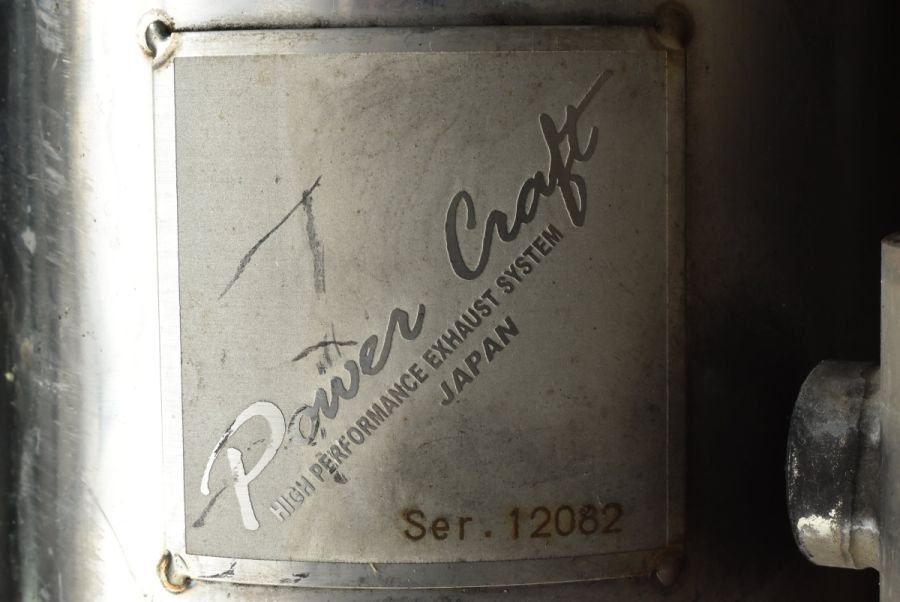 Power Craft
HIGH PERFORMANCE EXHAUST SYSTEM
JAPAN
Ser.12082